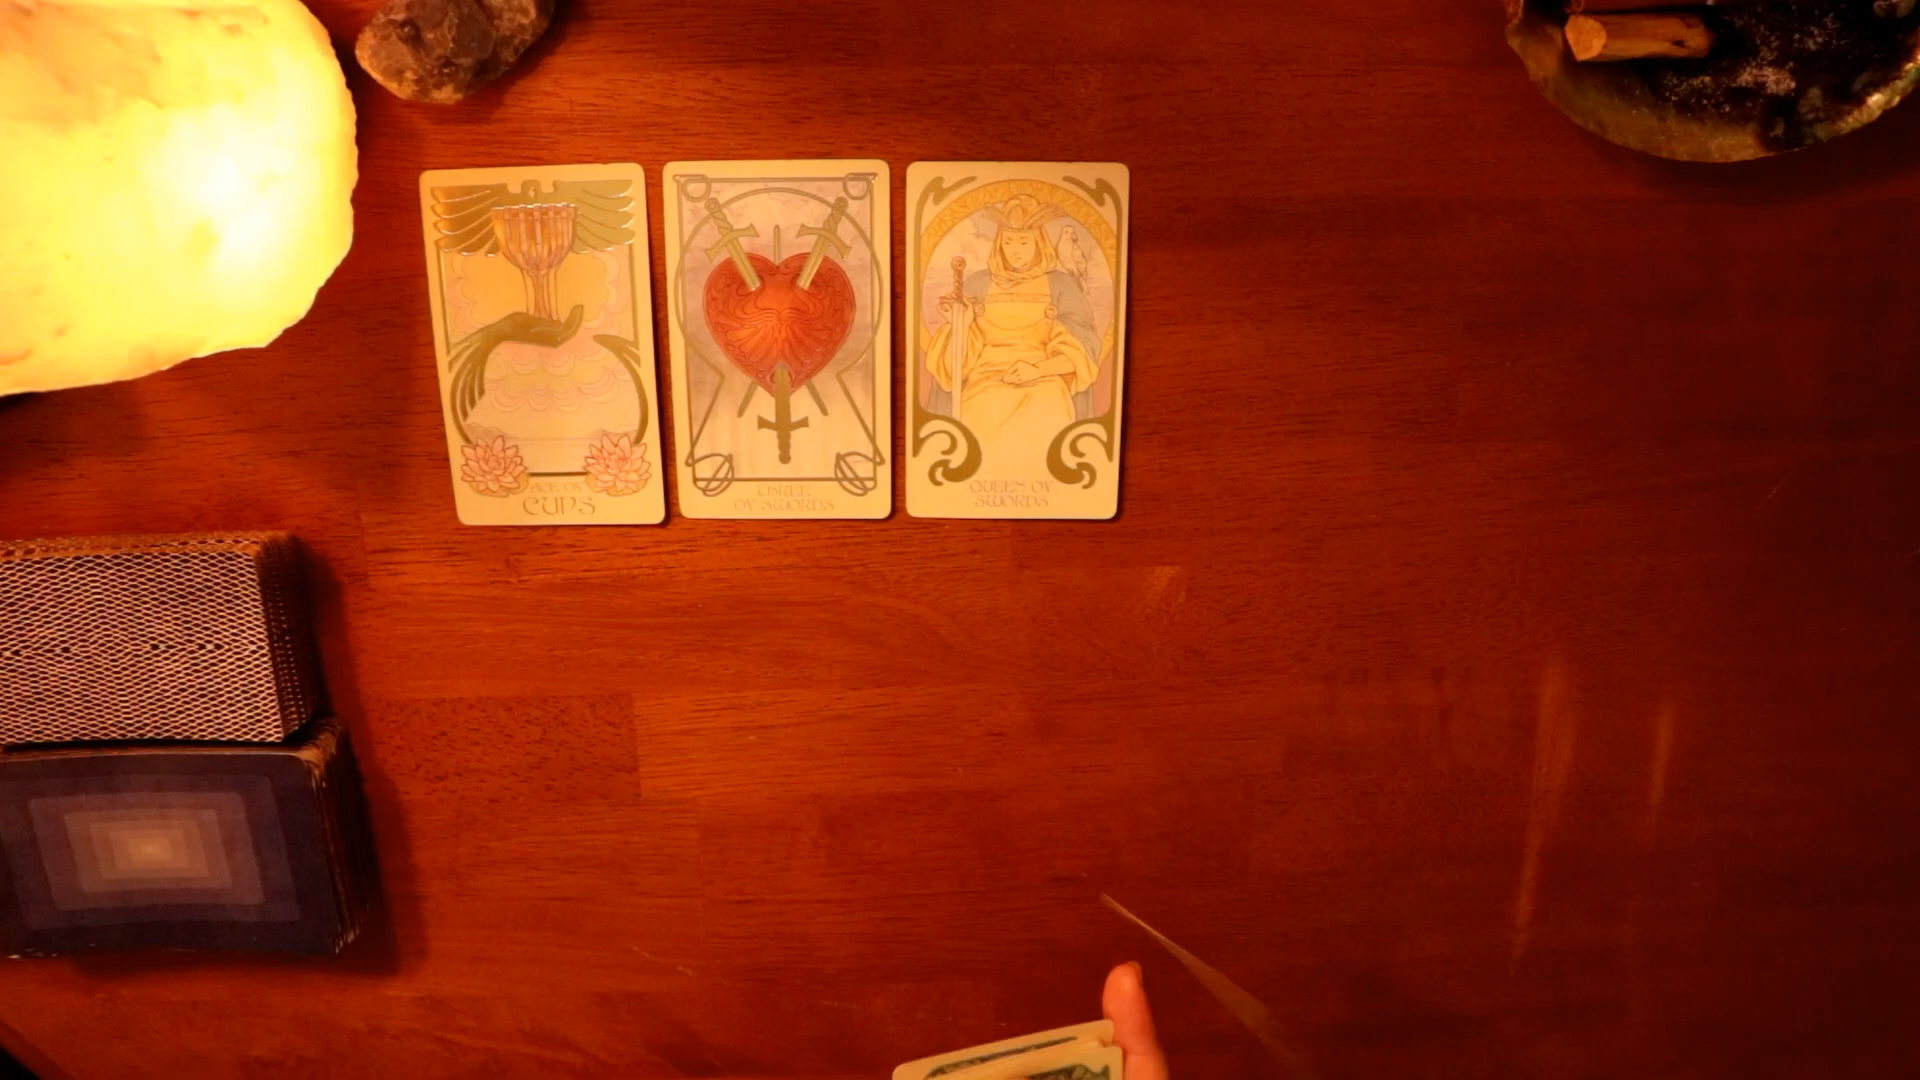 ACE OF
CUPS
THREE
OF SWORDS
QUEEN OF
SWORDS